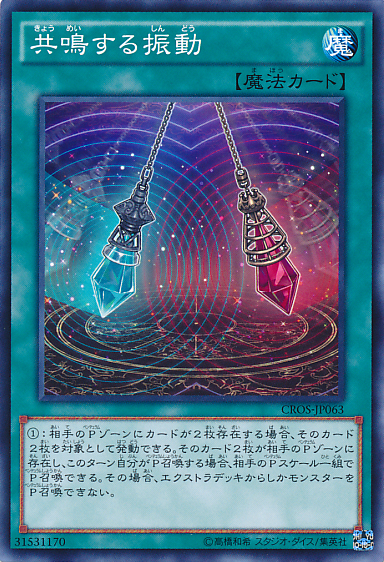 共鳴する振動
魔
【魔法カード】
CROS-JP063
①：相手のＰゾーンにカードが２枚存在する場合、そのカード
２枚を対象として発動できる。そのカード２枚が相手のＰゾーンに
存在し、このターン自分がＰ召喚する場合、相手のＰスケール一組で
Ｐ召喚できる。その場合、エクストラデッキからしかモンスターを
Ｐ召喚できない。
31531170
©高橋和希 スタジオ・ダイス/集英社